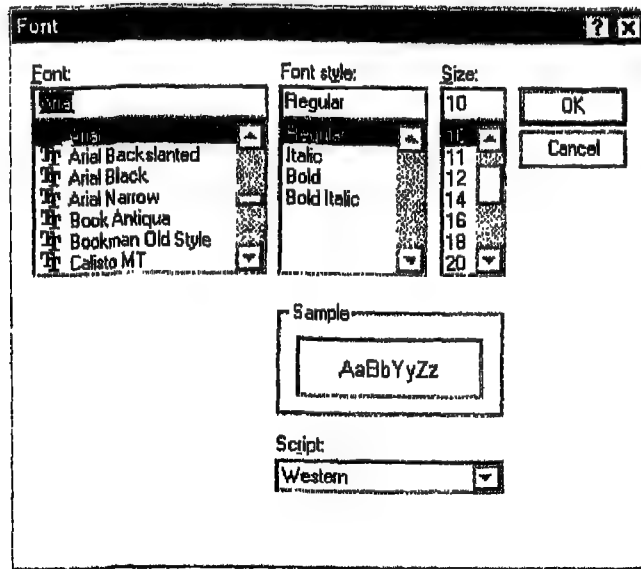 Font
Font:
Arial
Arial
Arial Backslanted
Arial Black
Arial Narrow
Book Antiqua
Bookman Old Style
Calisto MT
Font style:
Regular
Regular
Italic
Bold
Bold Italic
Size:
10
10
11
12
14
16
18
20
OK
Cancel
Sample
AaBbYyZz
Script:
Western